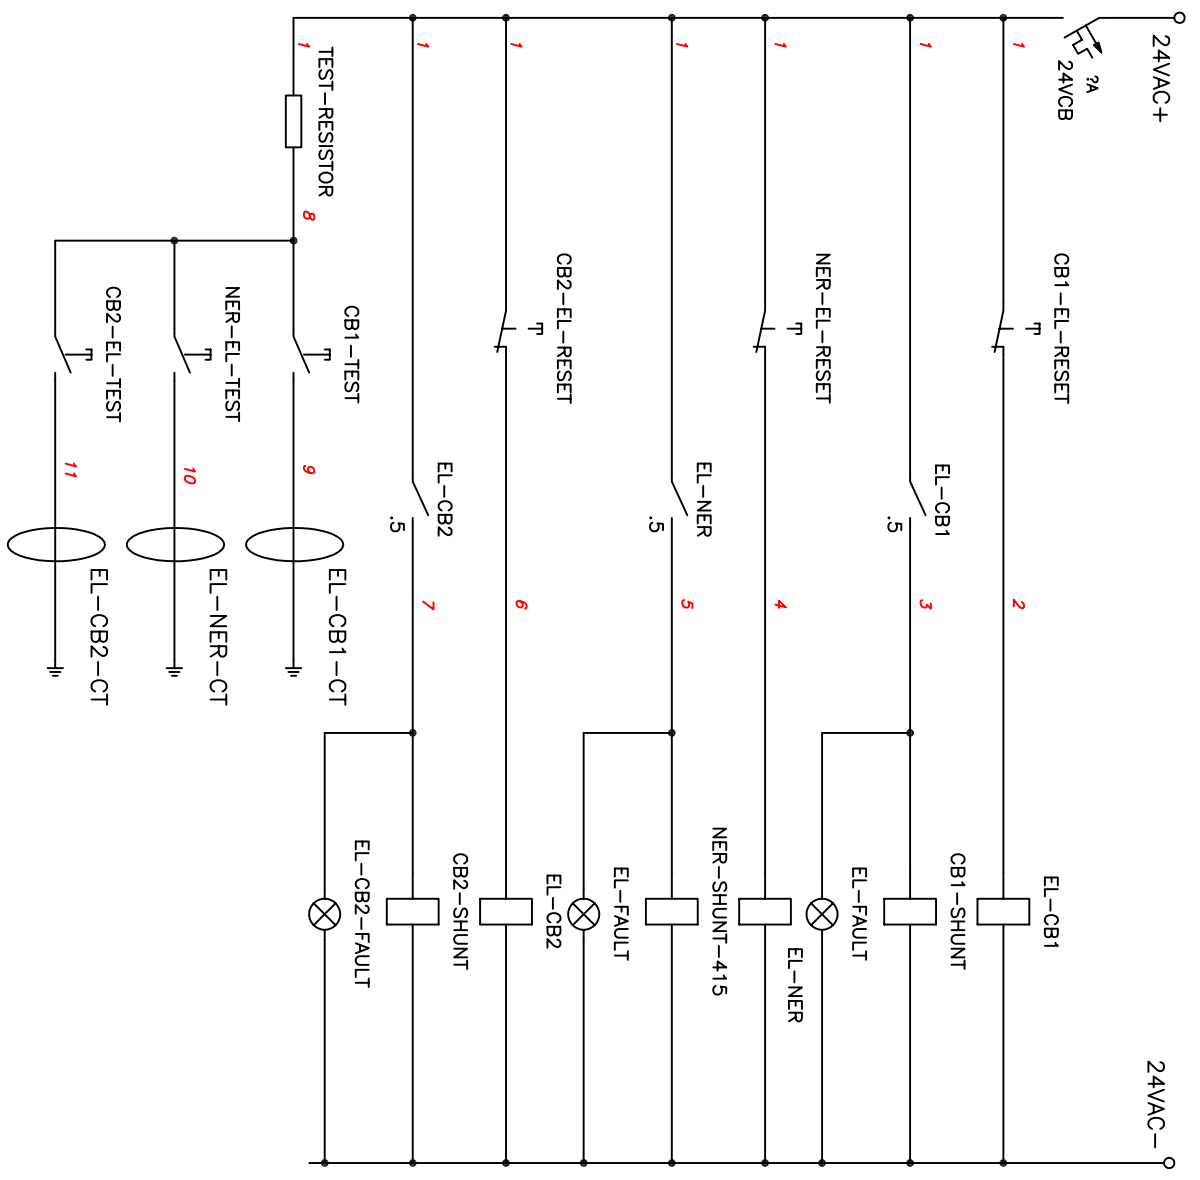 24VAC+
24VAC-
?A
24VCB
CB1-EL-RESET
EL-CB1
1
2
EL-CB1
CB1-SHUNT
1
3
.5
EL-FAULT
NER-EL-RESET
EL-NER
1
4
EL-NER
NER-SHUNT-415
1
5
.5
EL-FAULT
CB2-EL-RESET
EL-CB2
1
6
EL-CB2
CB2-SHUNT
1
7
.5
EL-CB2-FAULT
TEST-RESISTOR
CB1-TEST
EL-CB1-CT
1
8
9
NER-EL-TEST
EL-NER-CT
10
CB2-EL-TEST
EL-CB2-CT
11